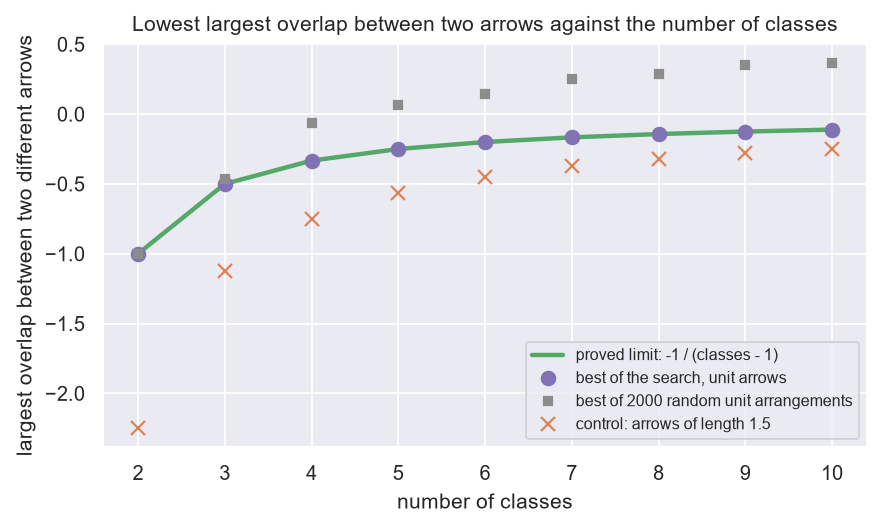 Lowest largest overlap between two arrows against the number of classes
largest overlap between two different arrows
0.5
0.0
−0.5
−1.0
−1.5
−2.0
2 3 4 5 6 7 8 9 10
number of classes
proved limit: -1 / (classes - 1)
best of the search, unit arrows
best of 2000 random unit arrangements
control: arrows of length 1.5